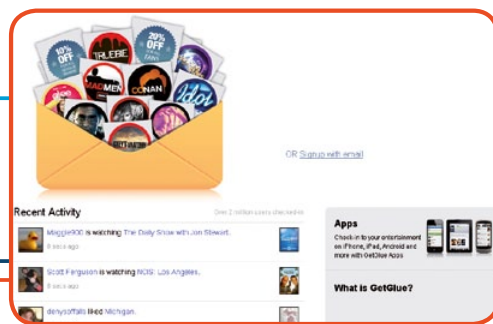 10%
OFF
20%
OFF
TRUEBIE
MADMEN
CONAN
glee
Idol
OR Signup with email
Recent Activity
Over 2 million users checked-in
Maggie900 is watching The Daily Show with Jon Stewart.
8 secs ago
Scott Ferguson is watching NCIS: Los Angeles.
8 secs ago
denysoffalls liked Michigan.
Apps
Check-in to your entertainment
on iPhone, iPad, Android and
more with GetGlue Apps
What is GetGlue?